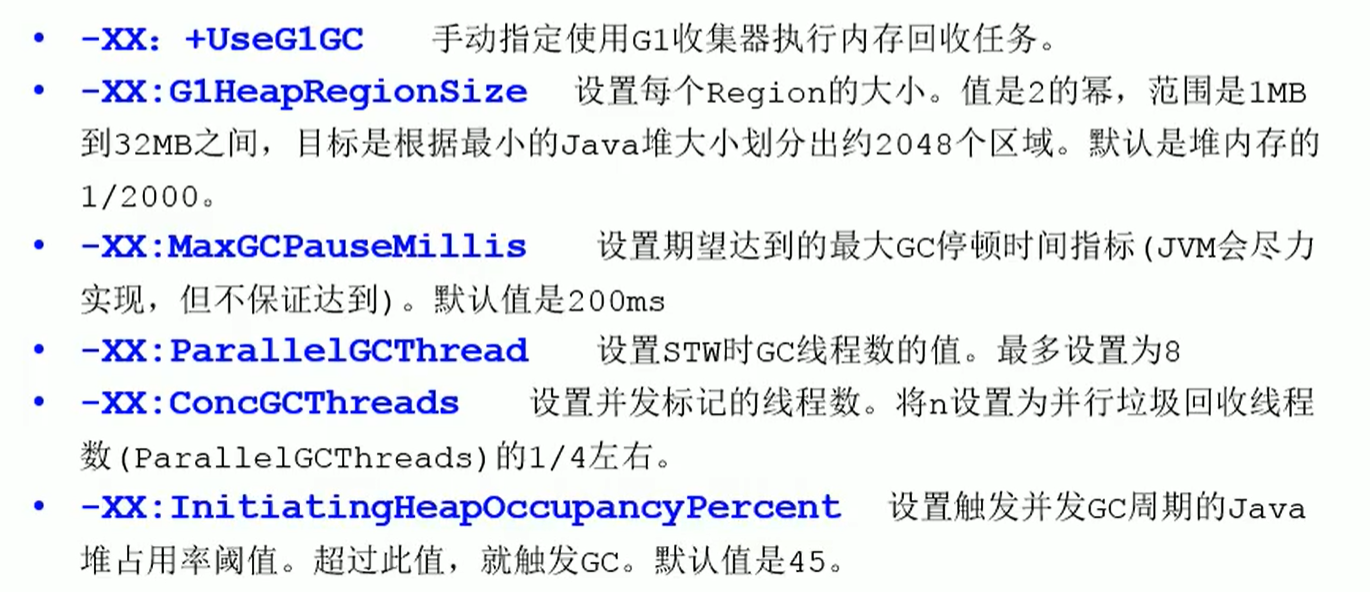 • -XX: +UseG1GC 手动指定使用G1收集器执行内存回收任务。
• -XX:G1HeapRegionSize 设置每个Region的大小。值是2的幂，范围是1MB
到32MB之间，目标是根据最小的Java堆大小划分出约2048个区域。默认是堆内存的
1/2000。
• -XX:MaxGCPauseMillis 设置期望达到的最大GC停顿时间指标(JVM会尽力
实现，但不保证达到)。默认值是200ms
• -XX:ParallelGCThread 设置STW时GC线程数的值。最多设置为8
• -XX:ConcGCThreads 设置并发标记的线程数。将n设置为并行垃圾回收线程
数(ParallelGCThreads)的1/4左右。
• -XX:InitiatingHeapOccupancyPercent 设置触发并发GC周期的Java
堆占用率阈值。超过此值，就触发GC。默认值是45。